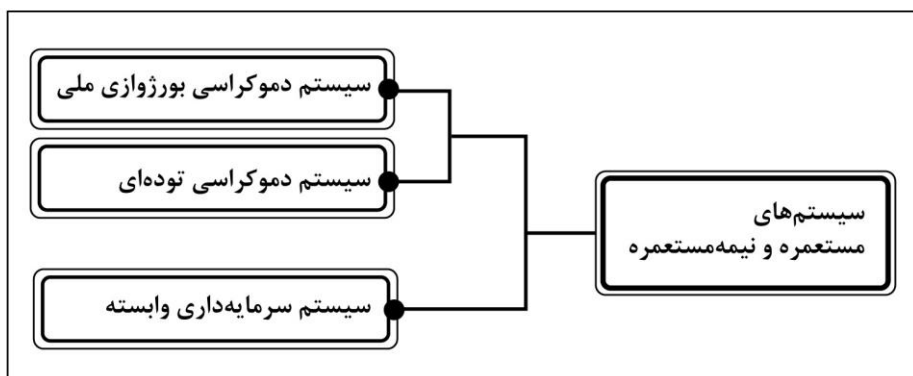 سیستم‌های
مستعمره و نیمه‌مستعمره
سیستم دموکراسی بورژوازی ملی
سیستم دموکراسی توده‌ای
سیستم سرمایه‌داری وابسته